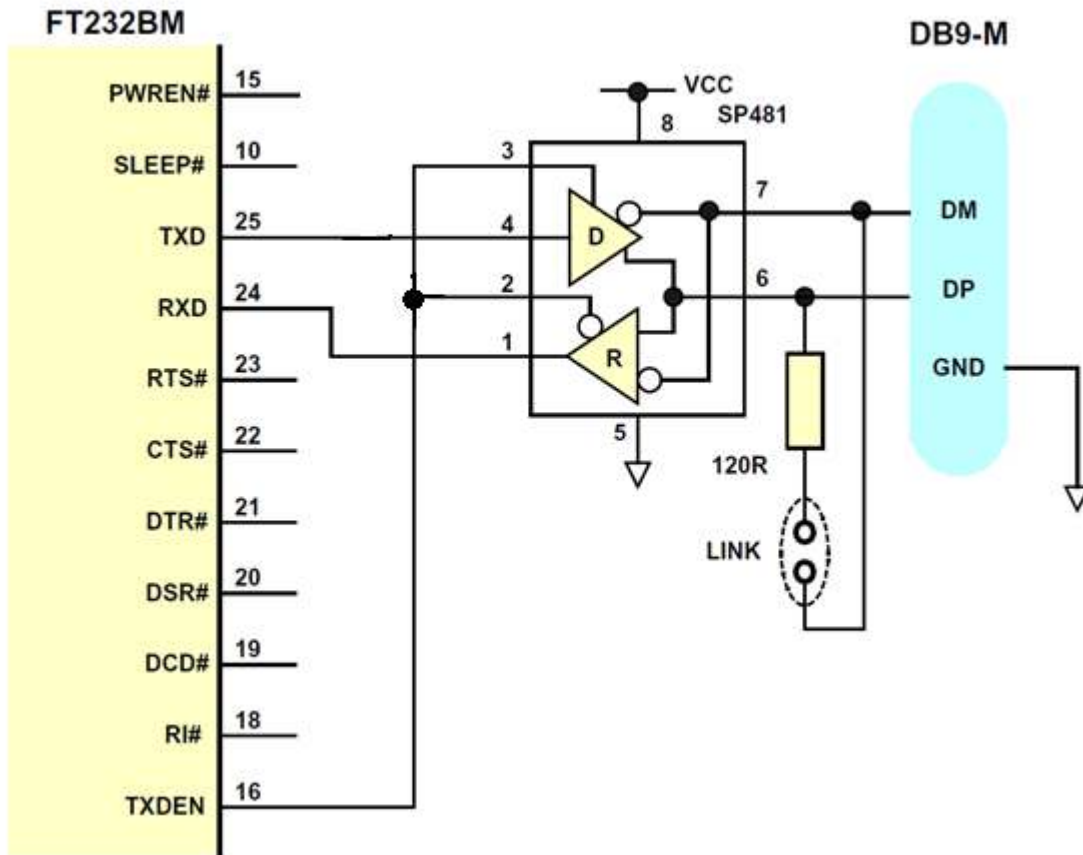 FT232BM
DB9-M
PWREN# 15
VCC
SP481
8
SLEEP# 10
3
7
DM
TXD 25
4
D
6
DP
RXD 24
2
1
R
GND
RTS# 23
5
CTS# 22
120R
DTR# 21
LINK
DSR# 20
DCD# 19
RI# 18
TXDEN 16